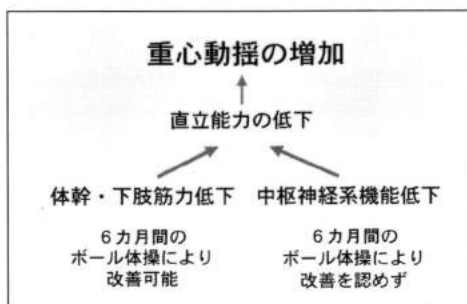 重心動揺の増加
直立能力の低下
体幹・下肢筋力低下 中枢神経系機能低下
6カ月間の 6カ月間の
ボール体操により ボール体操により
改善可能 改善を認めず